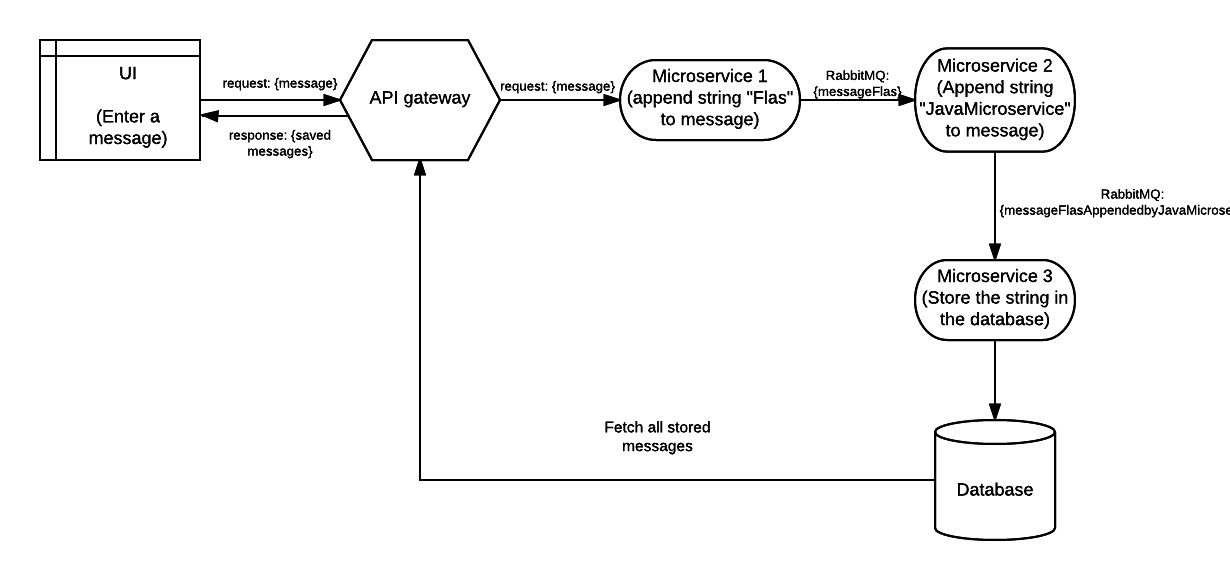 UI
(Enter a
message)
request: {message}
response: {saved
messages}
API gateway
request: {message}
Microservice 1
(append string "Flas"
to message)
RabbitMQ:
{messageFlas}
Microservice 2
(Append string
"JavaMicroservice"
to message)
RabbitMQ:
{messageFlasAppendedbyJavaMicrose
Microservice 3
(Store the string in
the database)
Fetch all stored
messages
Database